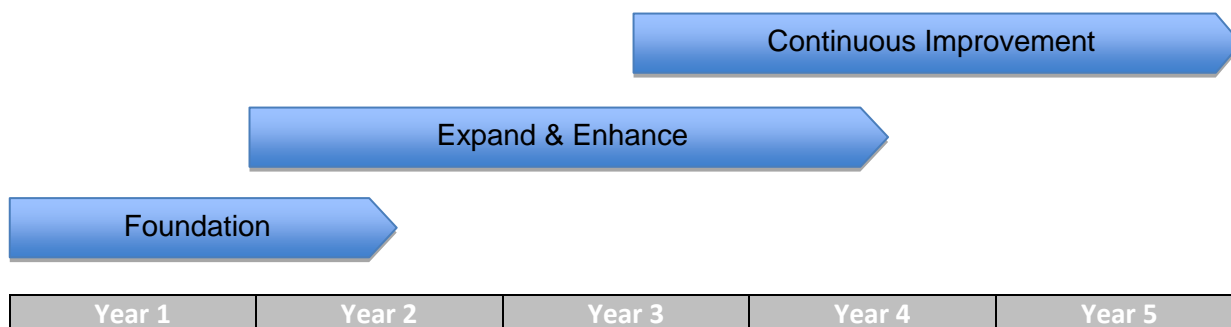 Continuous Improvement
Expand & Enhance
Foundation
Year 1 Year 2 Year 3 Year 4 Year 5